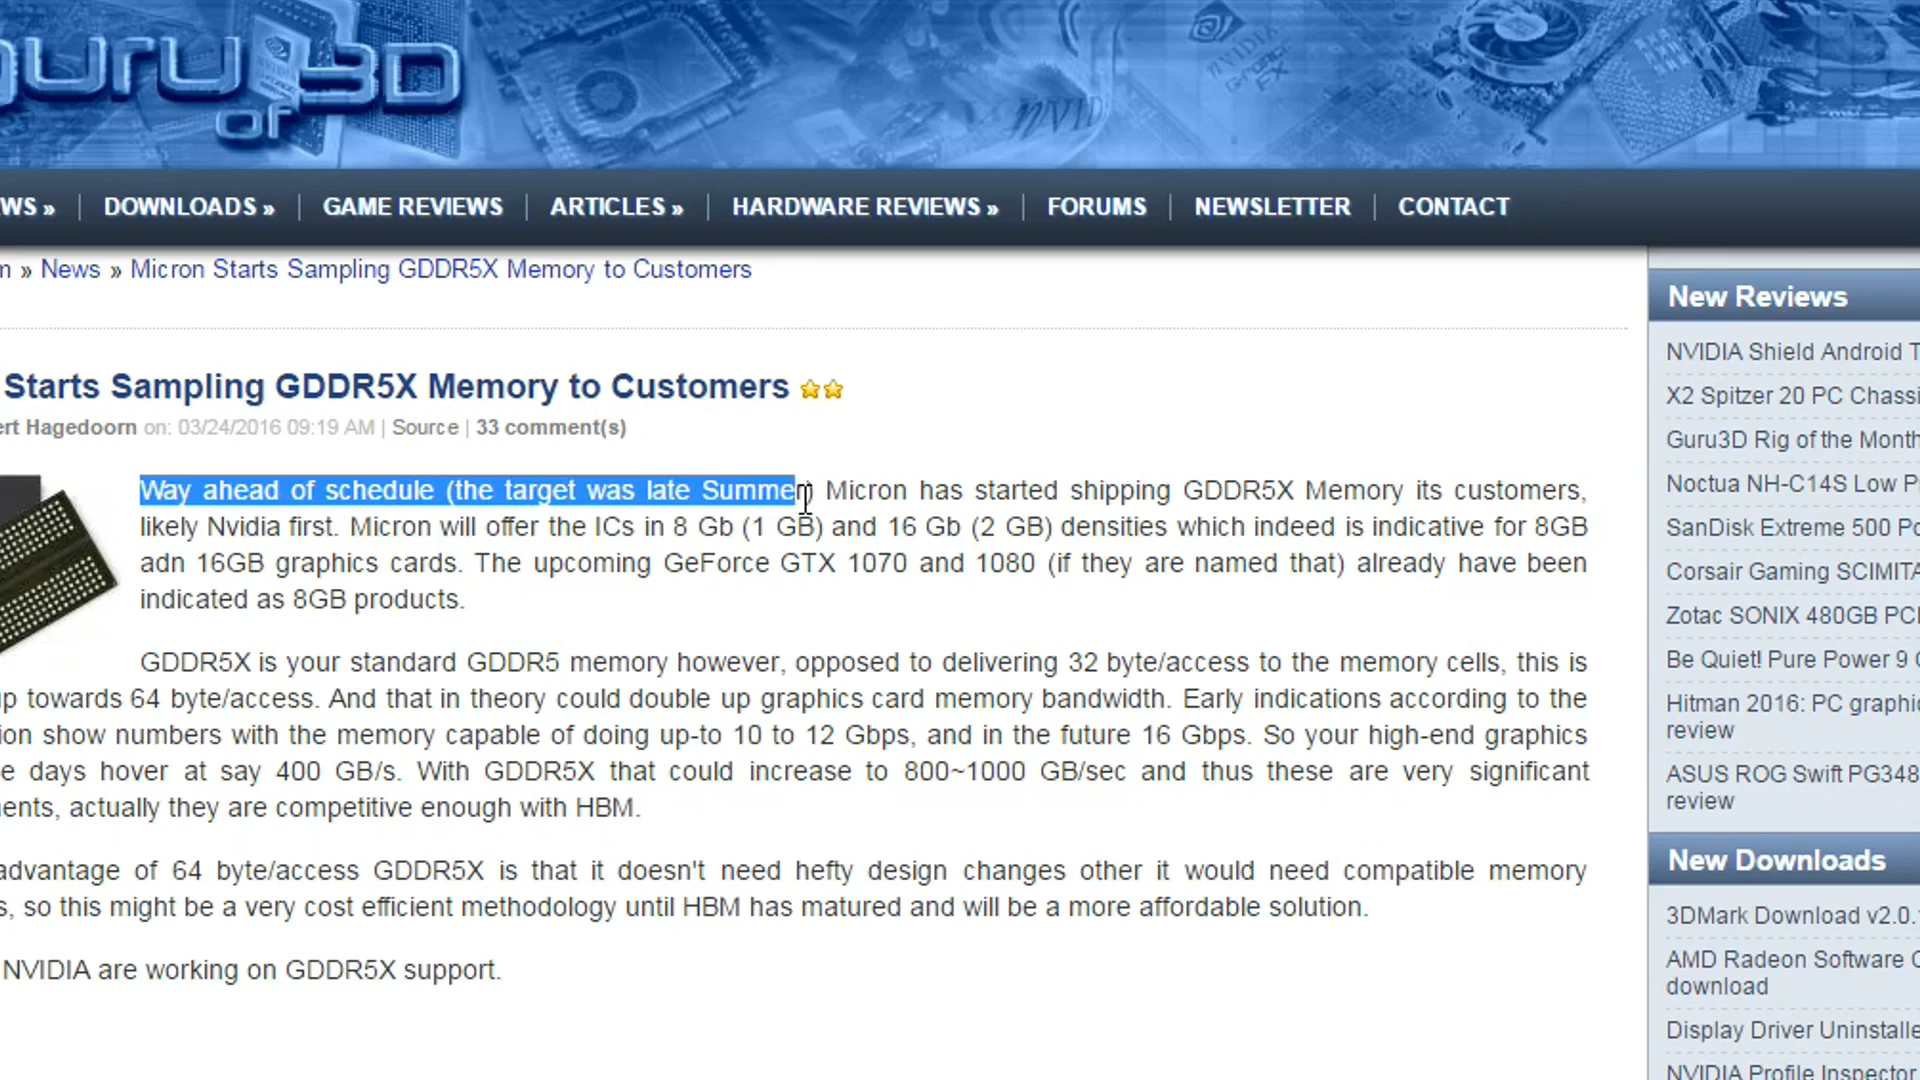 guru
of 3D
NVIDIA
WS » | DOWNLOADS » | GAME REVIEWS | ARTICLES » | HARDWARE REVIEWS » | FORUMS | NEWSLETTER | CONTACT
» News » Micron Starts Sampling GDDR5X Memory to Customers
Starts Sampling GDDR5X Memory to Customers
ert Hagedoorn on: 03/24/2016 09:19 AM | Source | 33 comment(s)
Way ahead of schedule (the target was late Summer) Micron has started shipping GDDR5X Memory its customers,
likely Nvidia first. Micron will offer the ICs in 8 Gb (1 GB) and 16 Gb (2 GB) densities which indeed is indicative for 8GB
adn 16GB graphics cards. The upcoming GeForce GTX 1070 and 1080 (if they are named that) already have been
indicated as 8GB products.
GDDR5X is your standard GDDR5 memory however, opposed to delivering 32 byte/access to the memory cells, this is
p towards 64 byte/access. And that in theory could double up graphics card memory bandwidth. Early indications according to the
ion show numbers with the memory capable of doing up-to 10 to 12 Gbps, and in the future 16 Gbps. So your high-end graphics
e days hover at say 400 GB/s. With GDDR5X that could increase to 800~1000 GB/sec and thus these are very significant
ents, actually they are competitive enough with HBM.
advantage of 64 byte/access GDDR5X is that it doesn't need hefty design changes other it would need compatible memory
s, so this might be a very cost efficient methodology until HBM has matured and will be a more affordable solution.
NVIDIA are working on GDDR5X support.
New Reviews
NVIDIA Shield Android T
X2 Spitzer 20 PC Chassi
Guru3D Rig of the Month
Noctua NH-C14S Low P
SanDisk Extreme 500 Po
Corsair Gaming SCIMITA
Zotac SONIX 480GB PCI
Be Quiet! Pure Power 9
Hitman 2016: PC graphic
review
ASUS ROG Swift PG348
review
New Downloads
3DMark Download v2.0.
AMD Radeon Software C
download
Display Driver Uninstalle
NVIDIA Profile Inspector